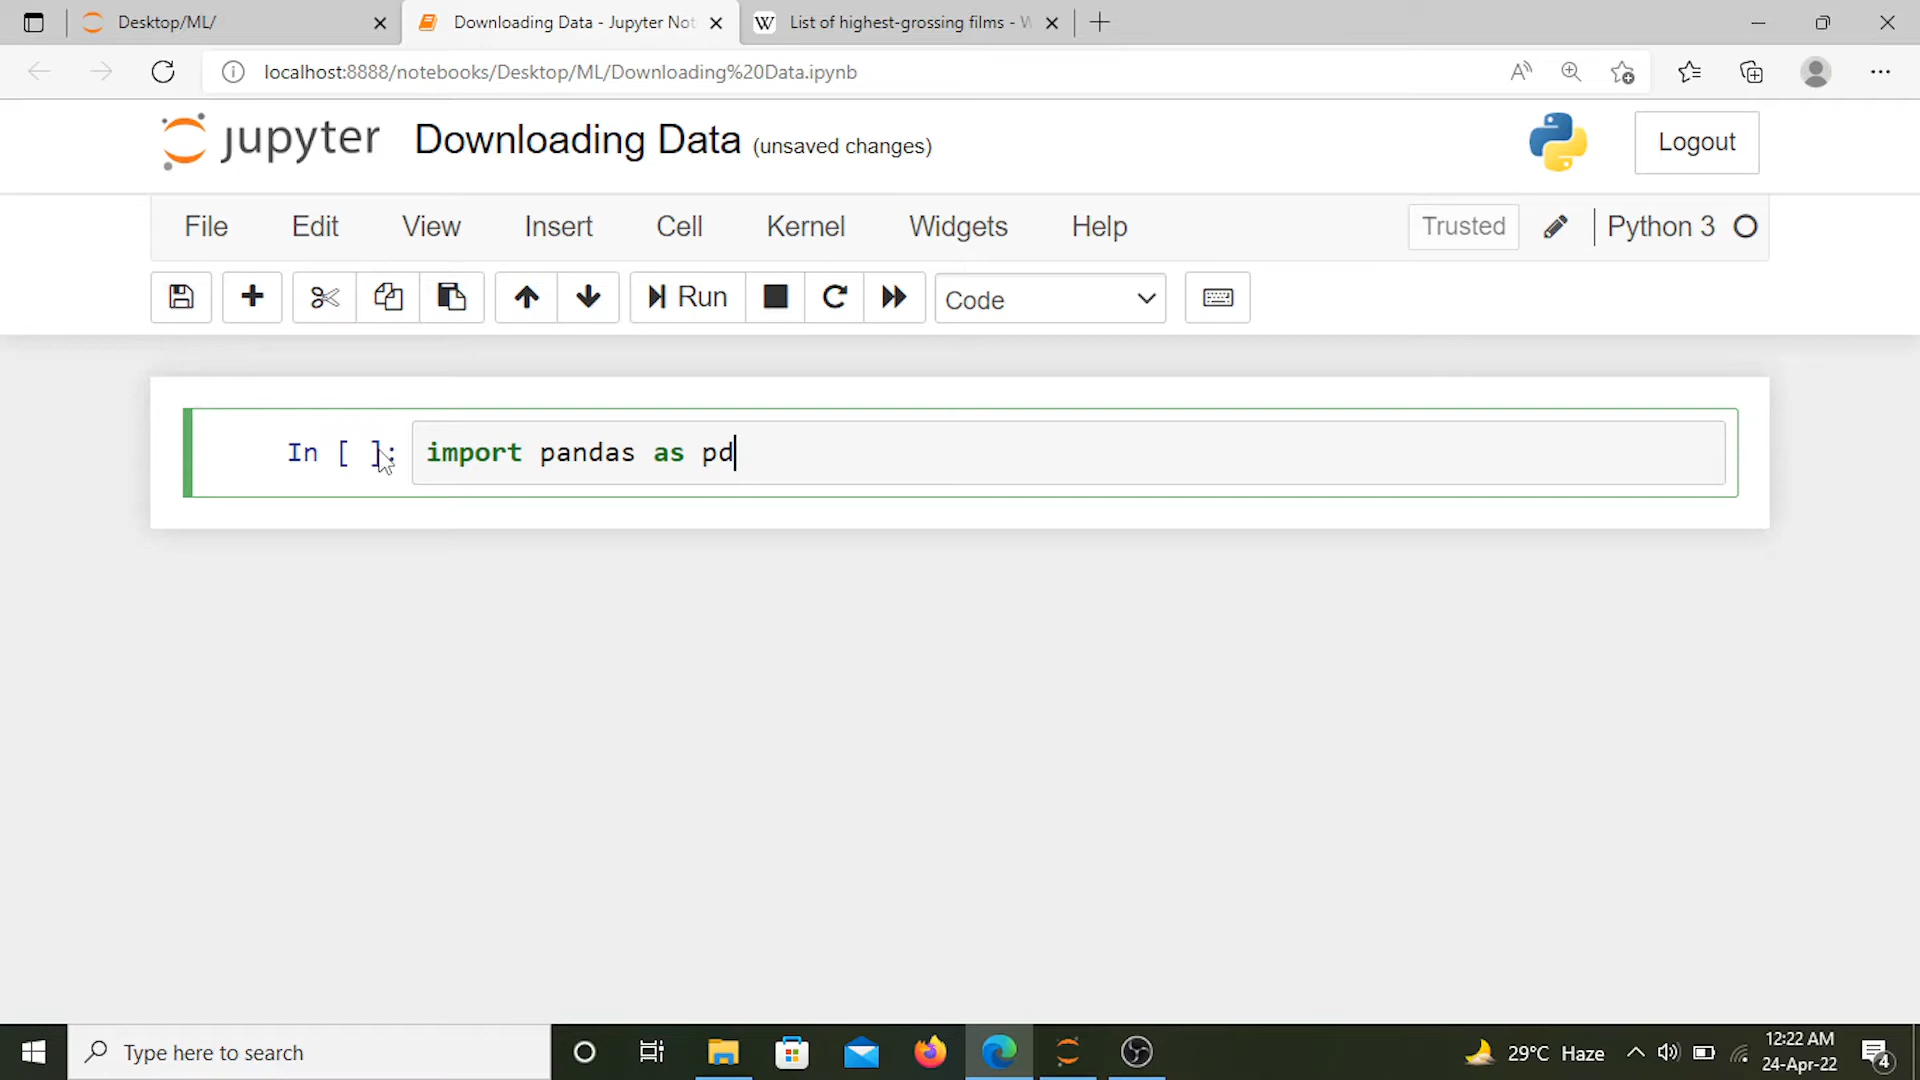 Desktop/ML/
Downloading Data - Jupyter Not
W List of highest-grossing films - W
localhost:8888/notebooks/Desktop/ML/Downloading%20Data.ipynb
jupyter Downloading Data (unsaved changes)
Logout
File Edit View Insert Cell Kernel Widgets Help
Trusted
Python 3
Run
Code
In [ ]: import pandas as pd
Type here to search
29°C Haze
12:22 AM
24-Apr-22
4